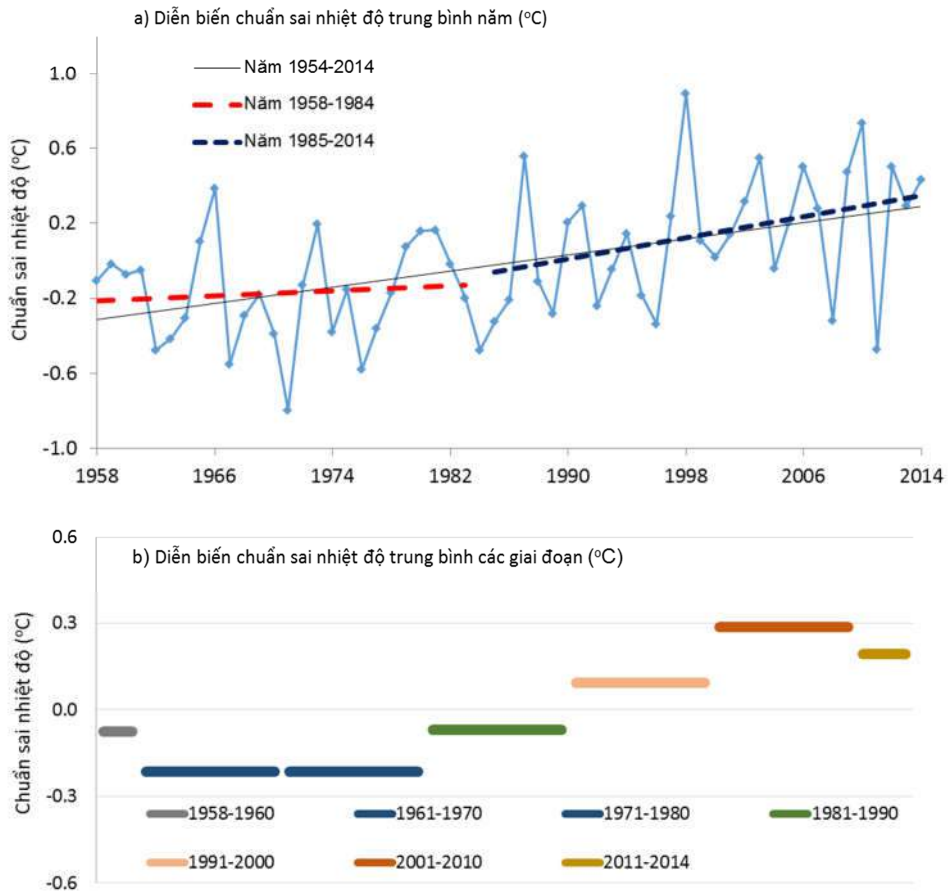 a) Diễn biến chuẩn sai nhiệt độ trung bình năm (ºC)
Năm 1954-2014
Năm 1958-1984
Năm 1985-2014
Chuẩn sai nhiệt độ (ºC)
1.0
0.6
0.2
-0.2
-0.6
-1.0
1958 1966 1974 1982 1990 1998 2006 2014
b) Diễn biến chuẩn sai nhiệt độ trung bình các giai đoạn (ºC)
Chuẩn sai nhiệt độ (ºC)
0.6
0.3
0.0
-0.3
-0.6
1958-1960 1961-1970 1971-1980 1981-1990
1991-2000 2001-2010 2011-2014